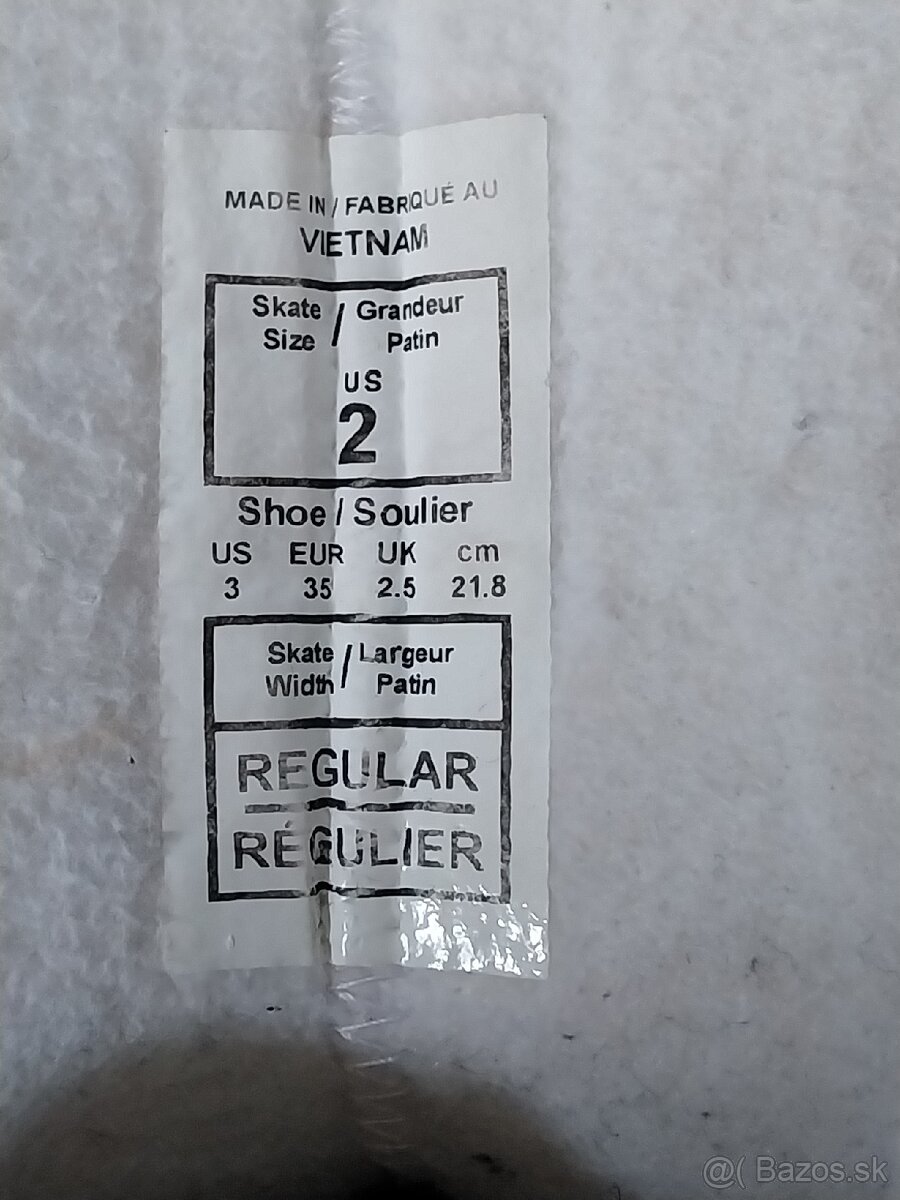 MADE IN / FABRIQUÉ AU
VIETNAM
Skate Size / Grandeur Patin
US
2
Shoe / Soulier
US EUR UK cm
3 35 2.5 21.8
Skate Width / Largeur Patin
REGULAR
RÉGULIER
@( Bazos.sk